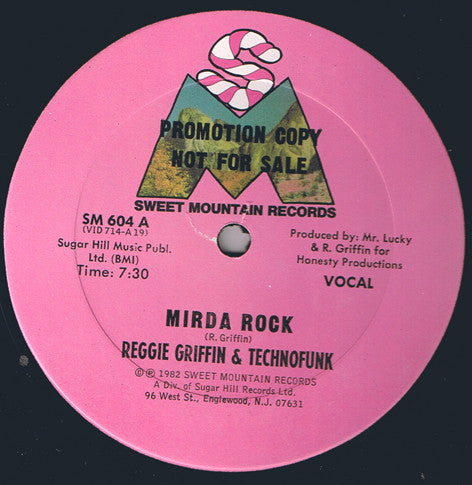 PROMOTION COPY
NOT FOR SALE
SWEET MOUNTAIN RECORDS
SM 604 A
(VID 714-A19)
Sugar Hill Music Publ.
Ltd. (BMI)
Time: 7:30
Produced by: Mr. Lucky
& R. Griffin for
Honesty Productions
VOCAL
MIRDA ROCK
(R. Griffin)
REGGIE GRIFFIN & TECHNOFUNK
© ℗ 1982 SWEET MOUNTAIN RECORDS
A Div. of Sugar Hill Records Ltd.
96 West St., Englewood, N.J. 07631